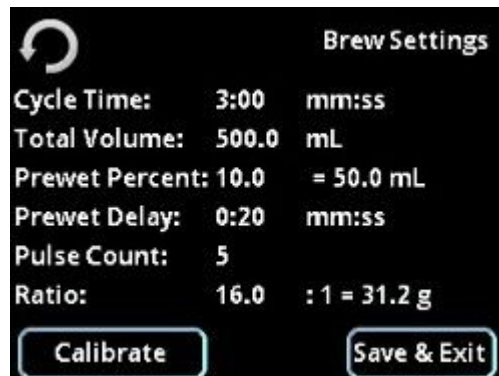 Brew Settings
Cycle Time: 3:00 mm:ss
Total Volume: 500.0 mL
Prewet Percent: 10.0 = 50.0 mL
Prewet Delay: 0:20 mm:ss
Pulse Count: 5
Ratio: 16.0 : 1 = 31.2 g
Calibrate Save & Exit